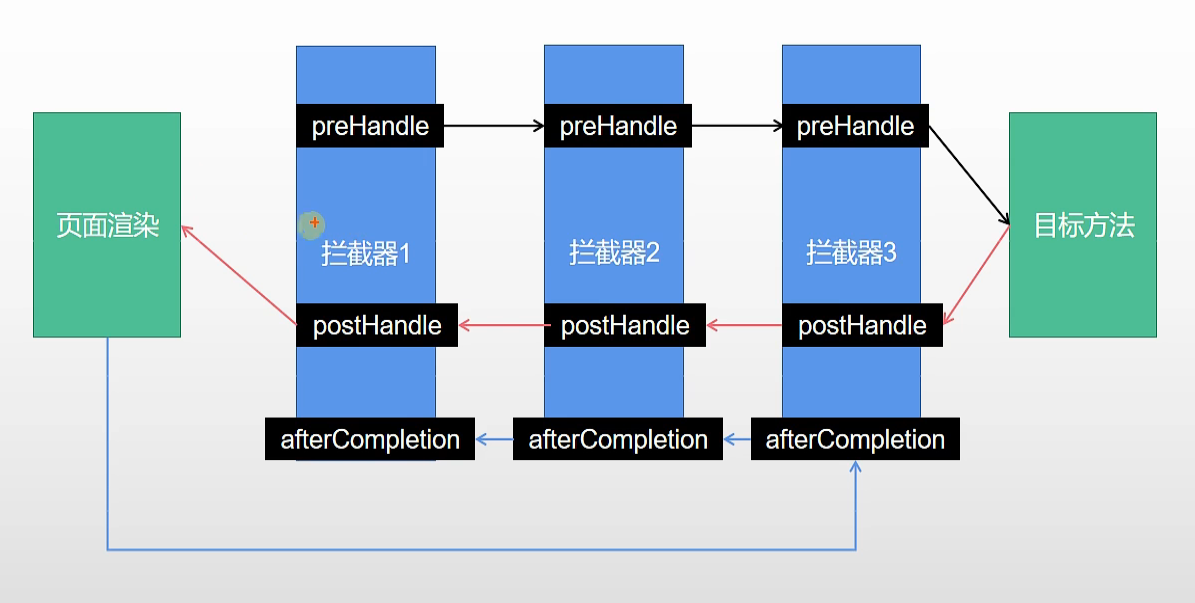 preHandle
preHandle
preHandle
页面渲染
目标方法
拦截器1
拦截器2
拦截器3
postHandle
postHandle
postHandle
afterCompletion
afterCompletion
afterCompletion